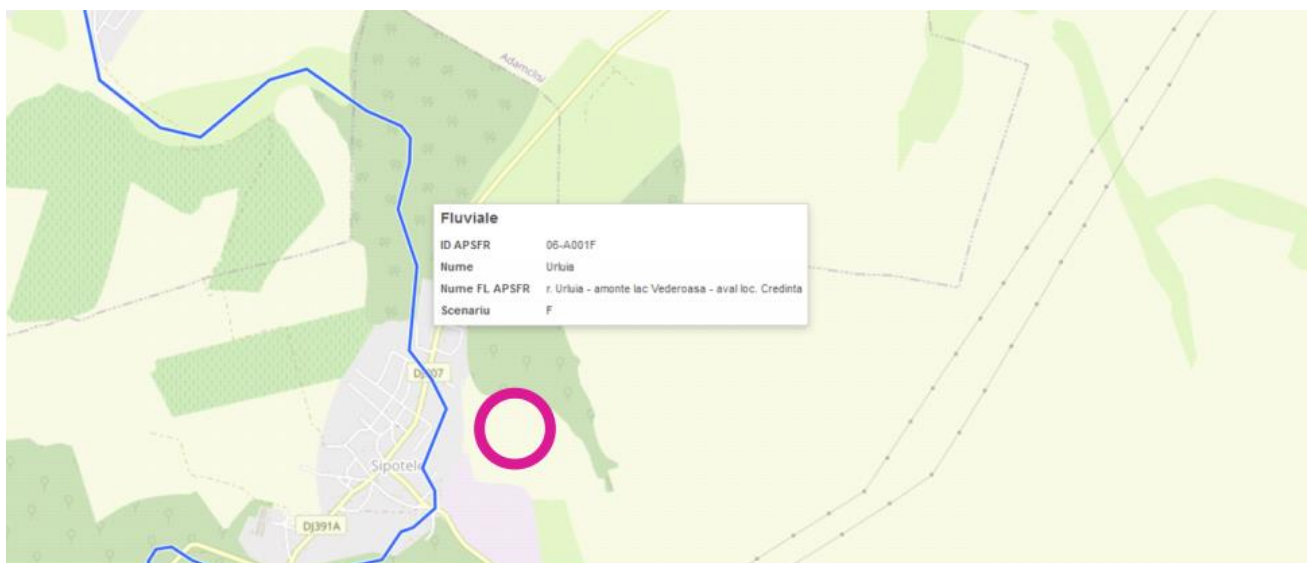 Adamclisi
Fluviale
ID APSFR 06-A001F
Nume Urluia
Nume FL APSFR r. Urluia - amonte lac Vederoasa - aval loc. Credinta
Scenariu F
Sipotele
DJ391A